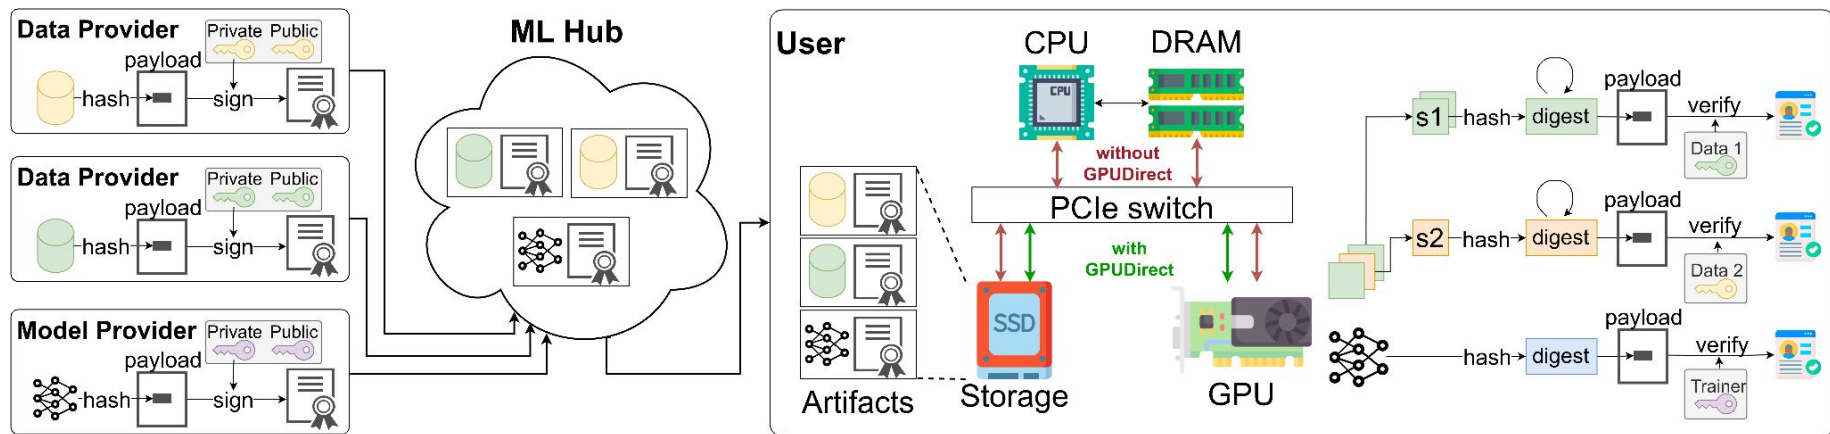 Data Provider
Private Public
payload
hash
sign
Data Provider
Private Public
payload
hash
sign
Model Provider
Private Public
payload
hash
sign
ML Hub
User
CPU
DRAM
CPU
without
GPUDirect
PCIe switch
with
GPUDirect
SSD
Artifacts
Storage
GPU
s1
hash
digest
payload
verify
Data 1
s2
hash
digest
payload
verify
Data 2
hash
digest
payload
verify
Trainer